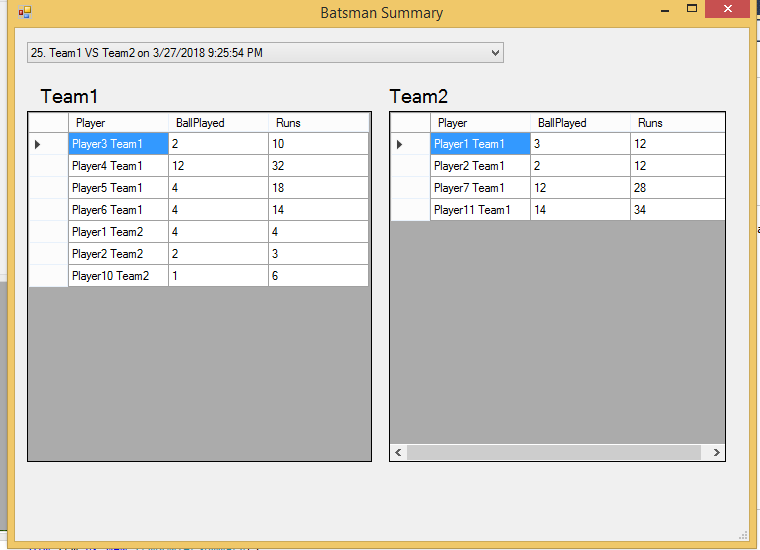 Batsman Summary
25. Team1 VS Team2 on 3/27/2018 9:25:54 PM
Team1
Player BallPlayed Runs
Player3 Team1 2 10
Player4 Team1 12 32
Player5 Team1 4 18
Player6 Team1 4 14
Player1 Team2 4 4
Player2 Team2 2 3
Player10 Team2 1 6
Team2
Player BallPlayed Runs
Player1 Team1 3 12
Player2 Team1 2 12
Player7 Team1 12 28
Player11 Team1 14 34